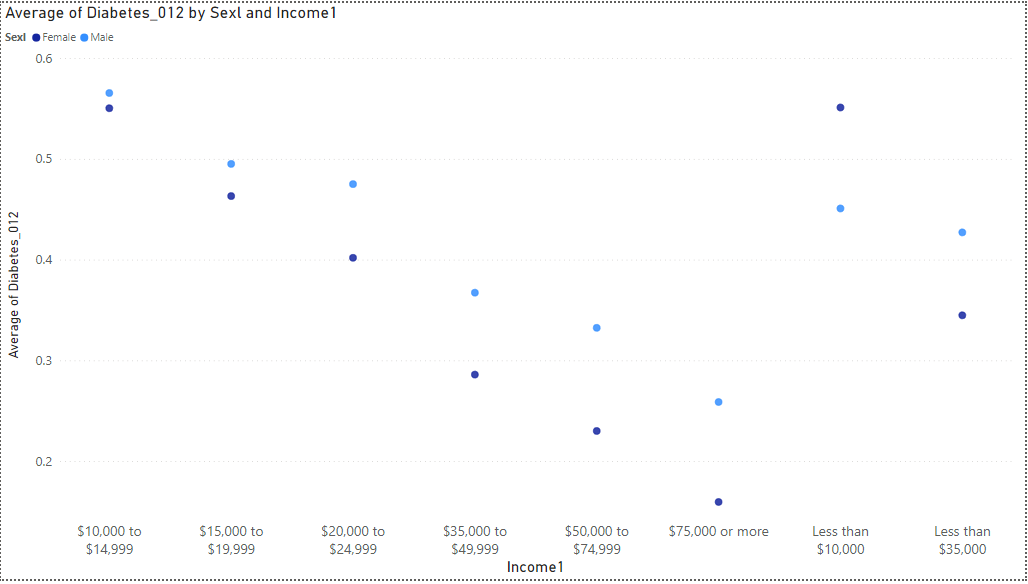 Average of Diabetes_012 by Sexl and Income1
Sexl Female Male
0.6
0.5
0.4
0.3
0.2
Average of Diabetes_012
$10,000 to
$14,999
$15,000 to
$19,999
$20,000 to
$24,999
$35,000 to
$49,999
$50,000 to
$74,999
$75,000 or more
Less than
$10,000
Less than
$35,000
Income1